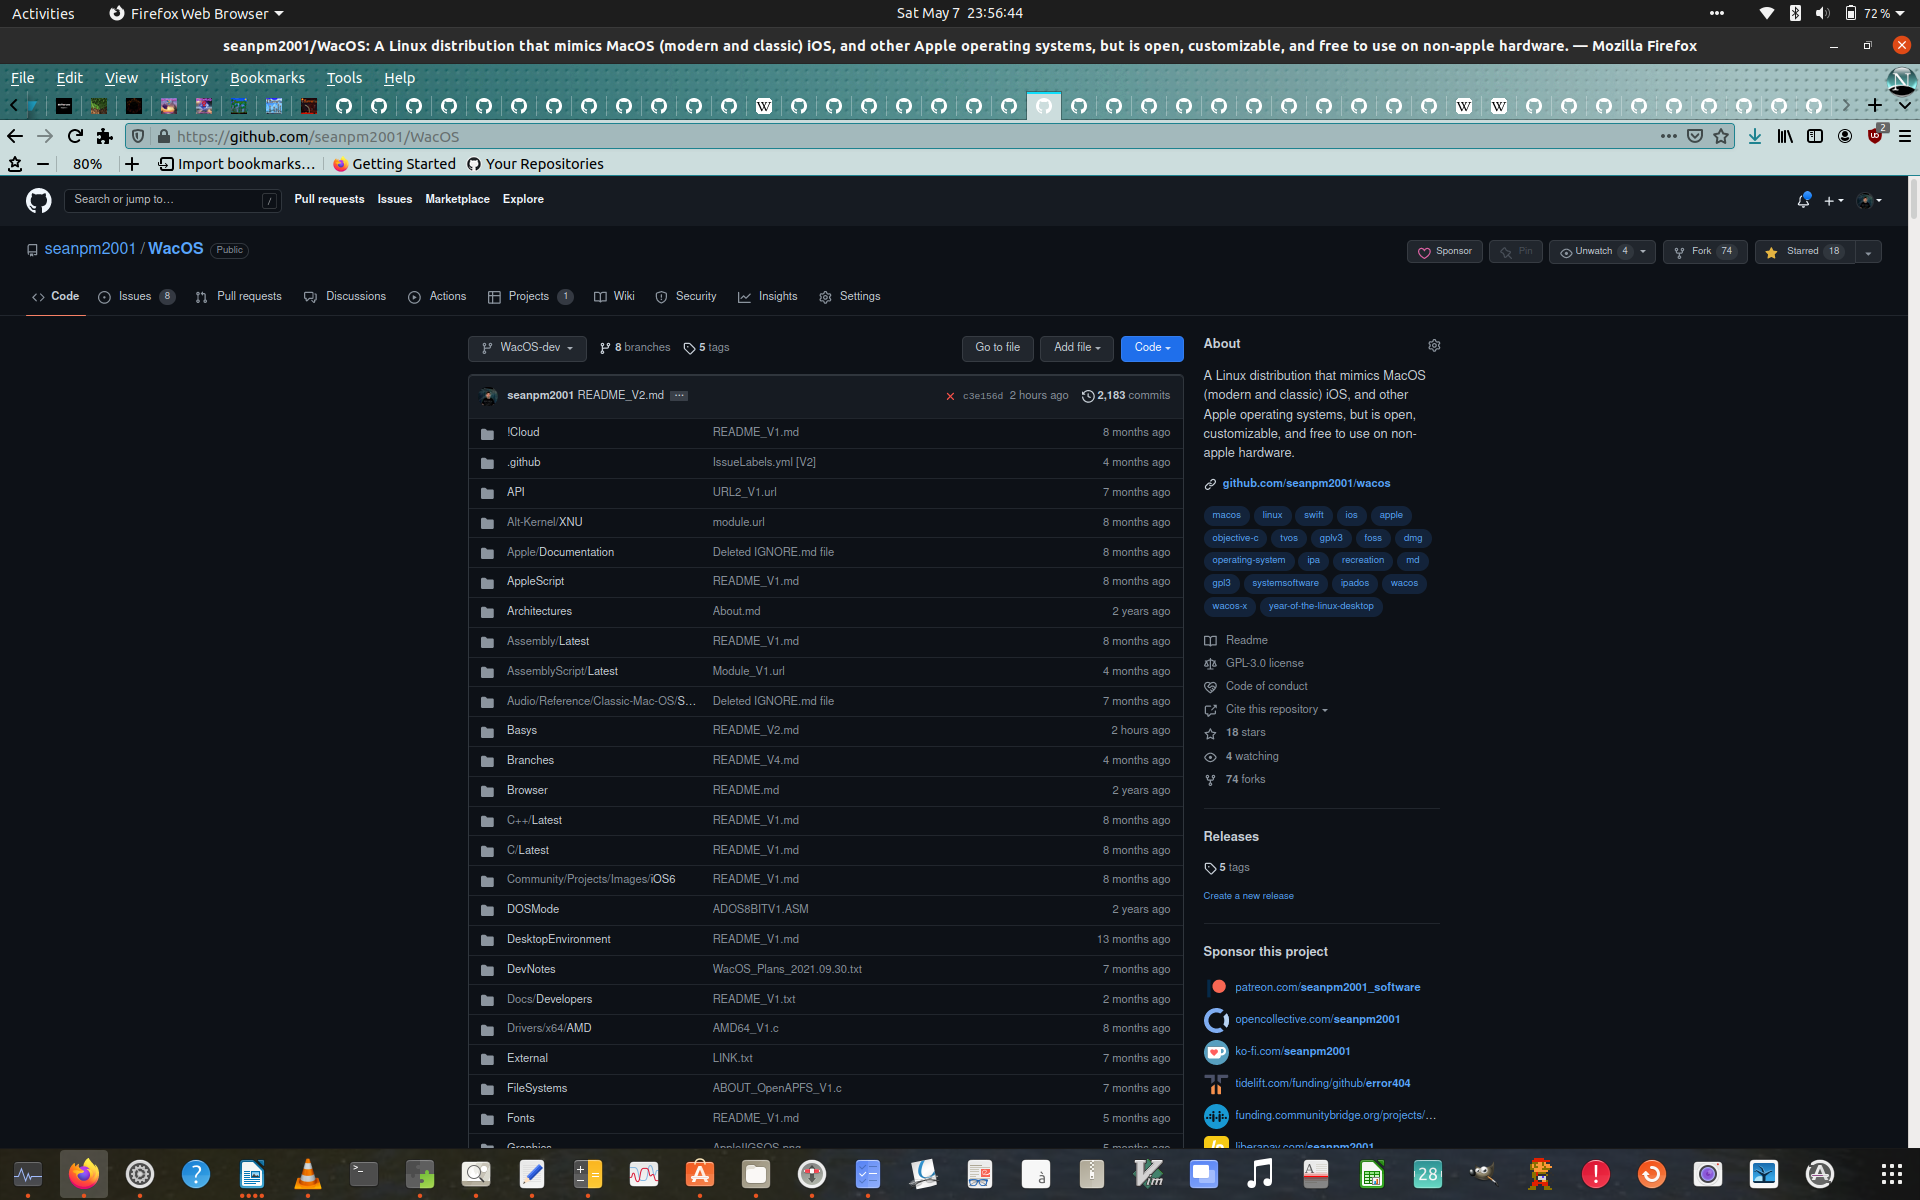 Activities
Firefox Web Browser
Sat May 7 23:56:44
72 %
seanpm2001/WacOS: A Linux distribution that mimics MacOS (modern and classic) iOS, and other Apple operating systems, but is open, customizable, and free to use on non-apple hardware. — Mozilla Firefox
File Edit View History Bookmarks Tools Help
https://github.com/seanpm2001/WacOS
2
80% Import bookmarks… Getting Started Your Repositories
Search or jump to… / Pull requests Issues Marketplace Explore
seanpm2001 / WacOS Public
Sponsor Pin Unwatch 4 Fork 74 Starred 18
Code Issues 8 Pull requests Discussions Actions Projects 1 Wiki Security Insights Settings
WacOS-dev 8 branches 5 tags Go to file Add file Code
seanpm2001 README_V2.md ... c3e156d 2 hours ago 2,183 commits
!Cloud README_V1.md 8 months ago
.github IssueLabels.yml [V2] 4 months ago
API URL2_V1.url 7 months ago
Alt-Kernel/XNU module.url 8 months ago
Apple/Documentation Deleted IGNORE.md file 8 months ago
AppleScript README_V1.md 8 months ago
Architectures About.md 2 years ago
Assembly/Latest README_V1.md 8 months ago
AssemblyScript/Latest Module_V1.url 4 months ago
Audio/Reference/Classic-Mac-OS/S… Deleted IGNORE.md file 7 months ago
Basys README_V2.md 2 hours ago
Branches README_V4.md 4 months ago
Browser README.md 2 years ago
C++/Latest README_V1.md 8 months ago
C/Latest README_V1.md 8 months ago
Community/Projects/Images/iOS6 README_V1.md 8 months ago
DOSMode ADOS8BITV1.ASM 2 years ago
DesktopEnvironment README_V1.md 13 months ago
DevNotes WacOS_Plans_2021.09.30.txt 7 months ago
Docs/Developers README_V1.txt 2 months ago
Drivers/x64/AMD AMD64_V1.c 8 months ago
External LINK.txt 7 months ago
FileSystems ABOUT_OpenAPFS_V1.c 7 months ago
Fonts README_V1.md 5 months ago
Graphics AppleIIGSOS.png 5 months ago
About
A Linux distribution that mimics MacOS
(modern and classic) iOS, and other
Apple operating systems, but is open,
customizable, and free to use on non-
apple hardware.
github.com/seanpm2001/wacos
macos linux swift ios apple
objective-c tvos gplv3 foss dmg
operating-system ipa recreation md
gpl3 systemsoftware ipados wacos
wacos-x year-of-the-linux-desktop
Readme
GPL-3.0 license
Code of conduct
Cite this repository
18 stars
4 watching
74 forks
Releases
5 tags
Create a new release
Sponsor this project
patreon.com/seanpm2001_software
opencollective.com/seanpm2001
ko-fi.com/seanpm2001
tidelift.com/funding/github/error404
funding.communitybridge.org/projects/…
liberapay.com/seanpm2001
28